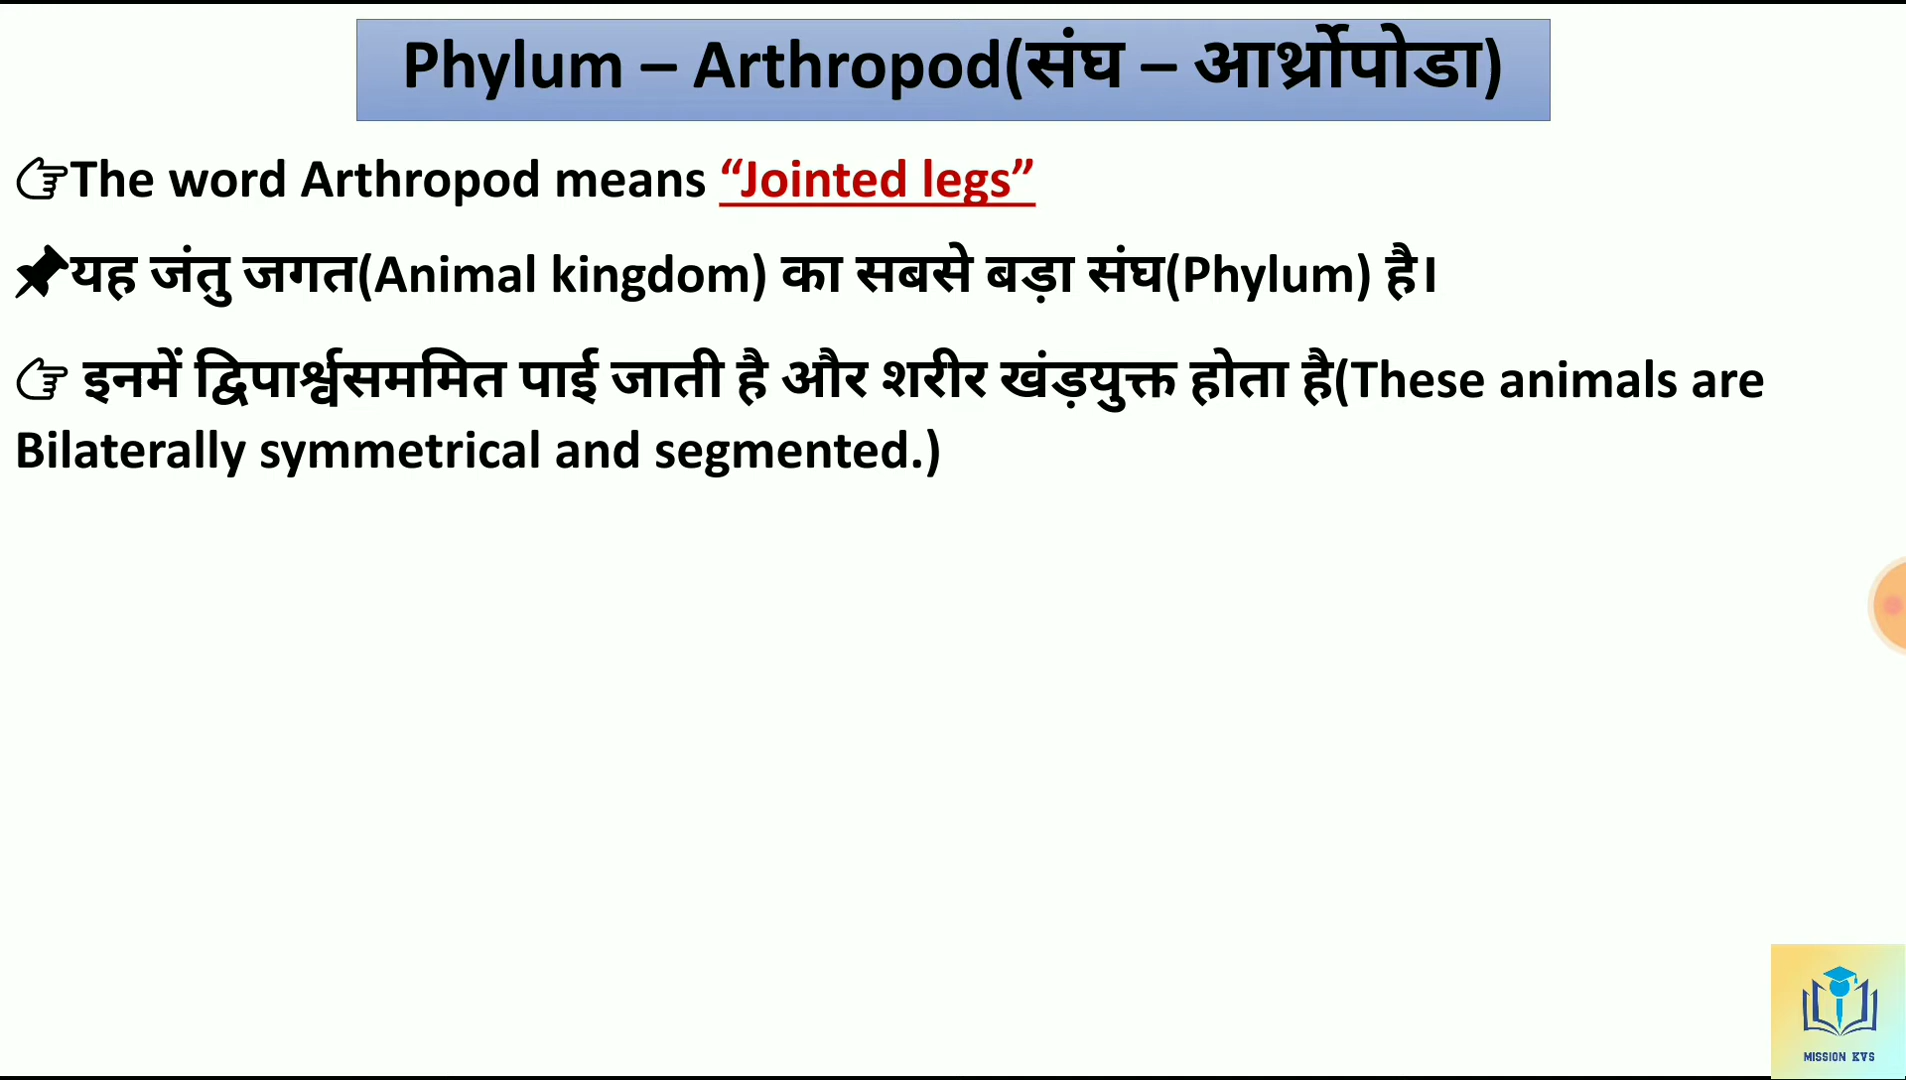 Phylum – Arthropod(संघ – आर्थ्रोपोडा)
👉The word Arthropod means “Jointed legs”
📌यह जंतु जगत(Animal kingdom) का सबसे बड़ा संघ(Phylum) है।
👉 इनमें द्विपार्श्वसममित पाई जाती है और शरीर खंड़युक्त होता है(These animals are
Bilaterally symmetrical and segmented.)
MISSION KVS